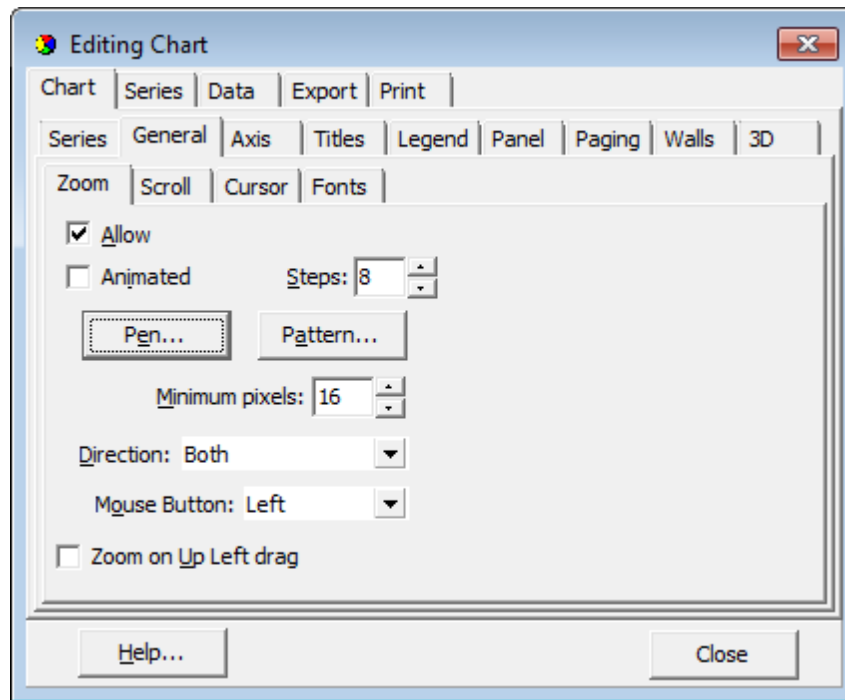 Editing Chart
Chart Series Data Export Print
Series General Axis Titles Legend Panel Paging Walls 3D
Zoom Scroll Cursor Fonts
Allow
Animated Steps: 8
Pen... Pattern...
Minimum pixels: 16
Direction: Both
Mouse Button: Left
Zoom on Up Left drag
Help... Close